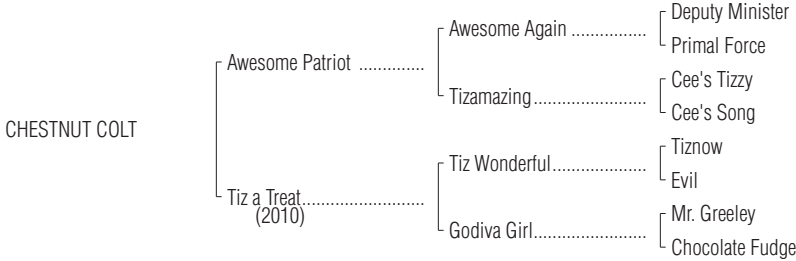 Deputy Minister
Awesome Again ................
Primal Force
Awesome Patriot ..............
Cee's Tizzy
Tizamazing........................
Cee's Song
CHESTNUT COLT
Tiznow
Tiz Wonderful....................
Evil
Tiz a Treat..........................
(2010)
Mr. Greeley
Godiva Girl........................
Chocolate Fudge